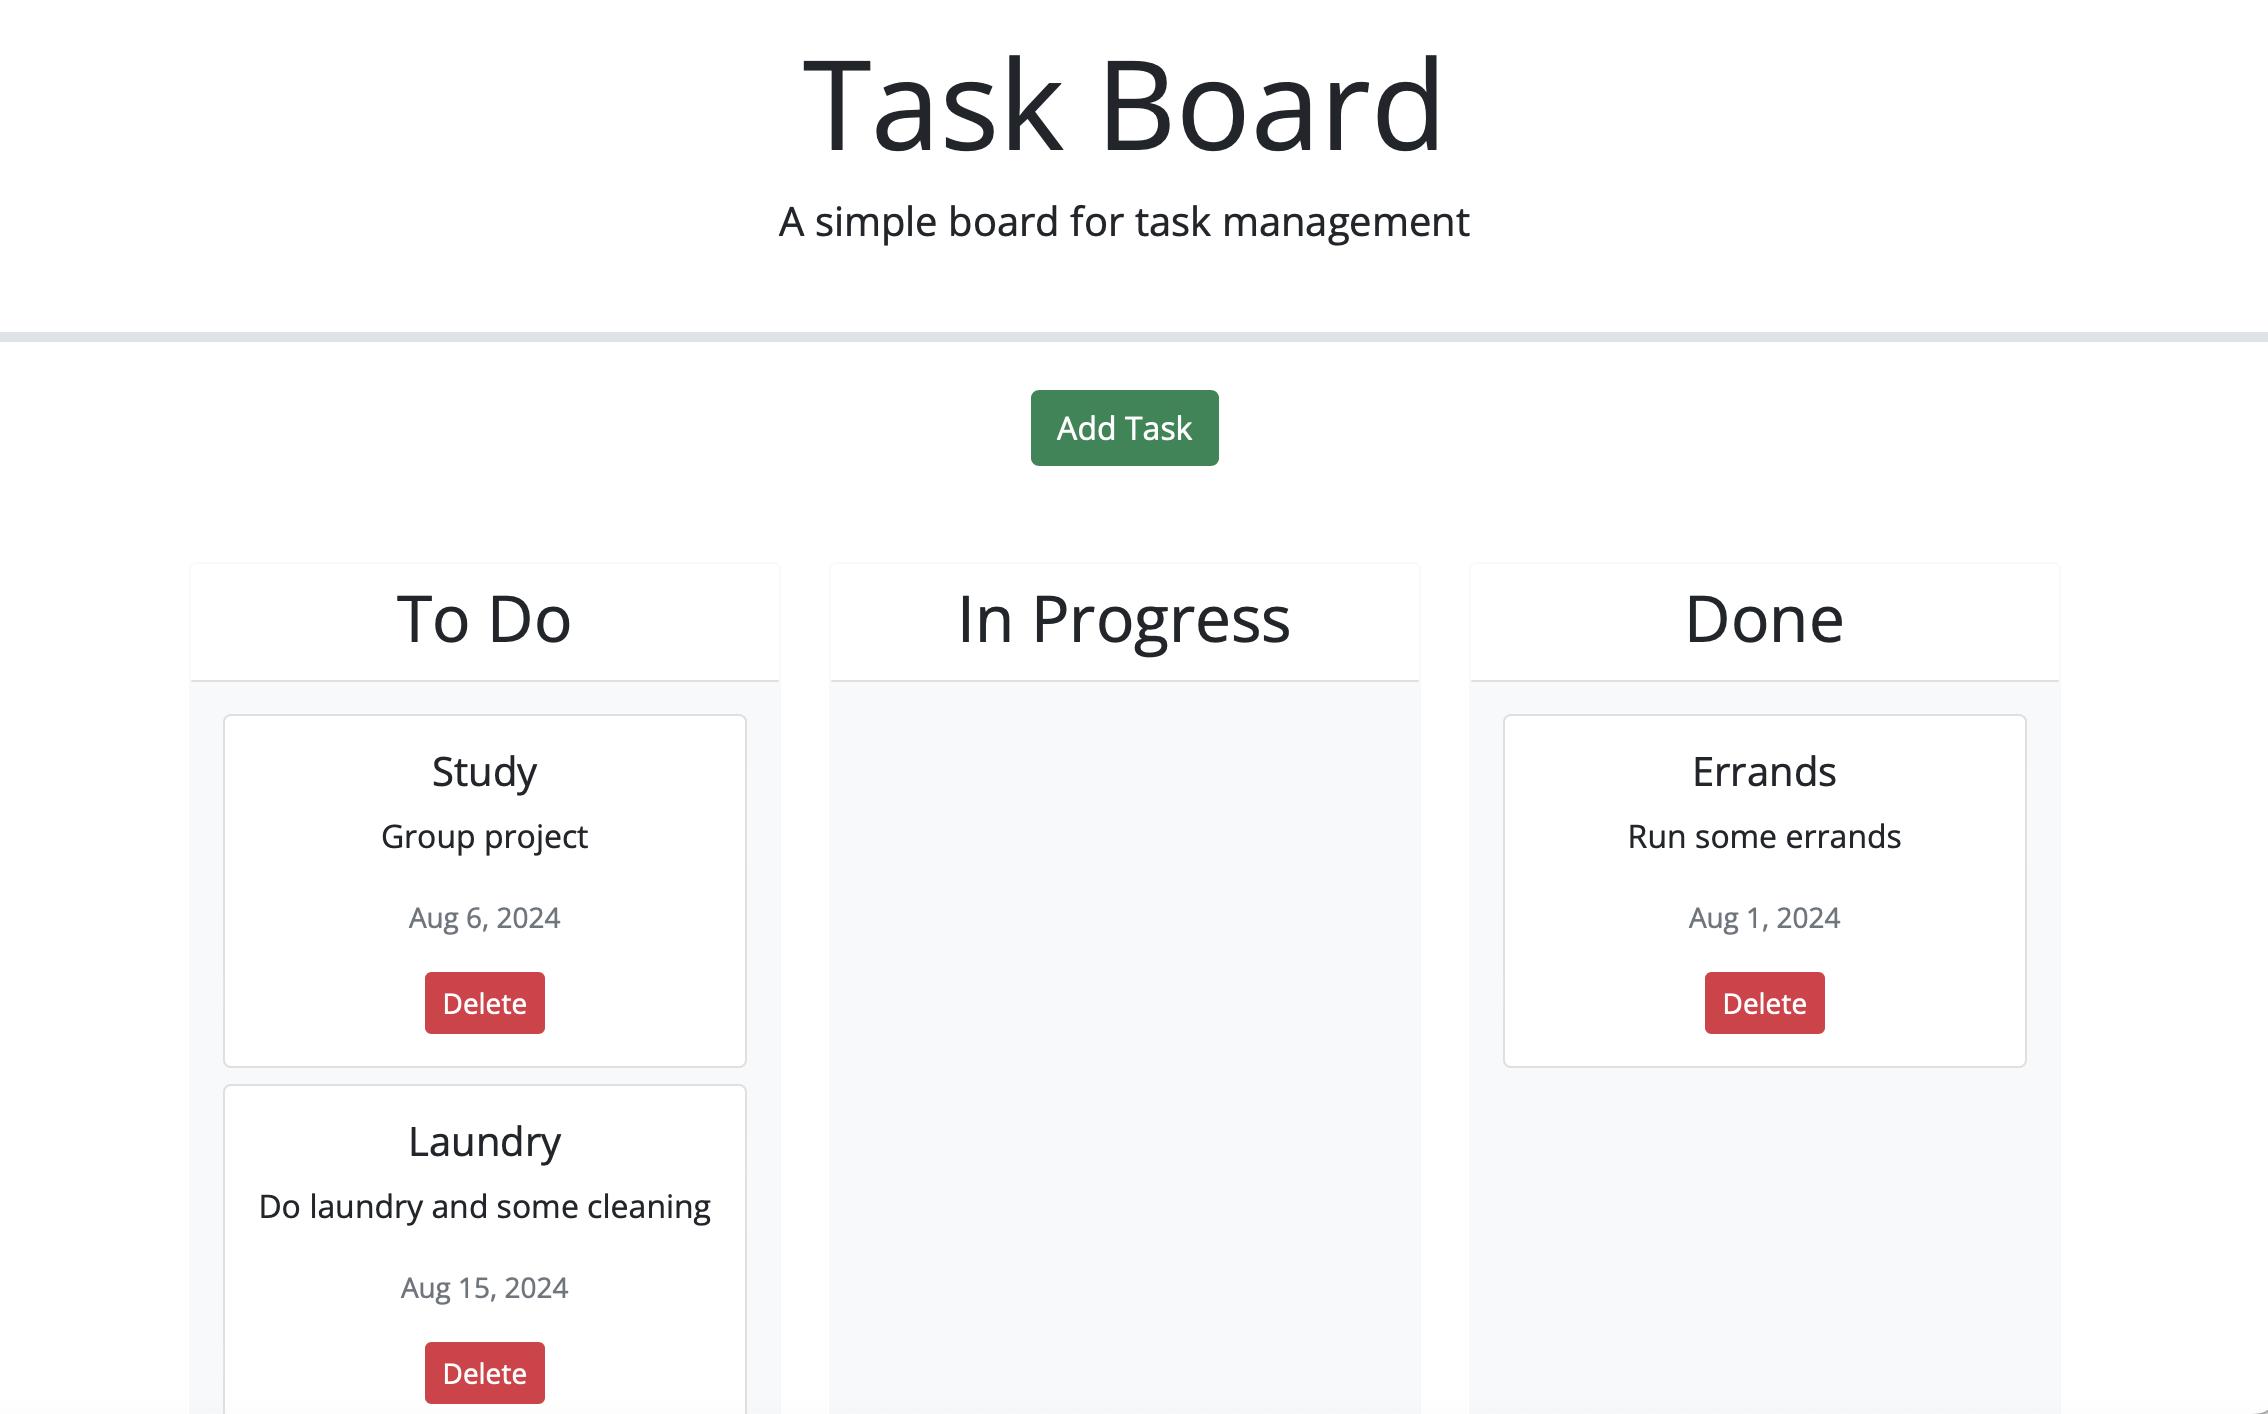 Task Board
A simple board for task management
Add Task
To Do
Study
Group project
Aug 6, 2024
Delete
Laundry
Do laundry and some cleaning
Aug 15, 2024
Delete
In Progress
Done
Errands
Run some errands
Aug 1, 2024
Delete